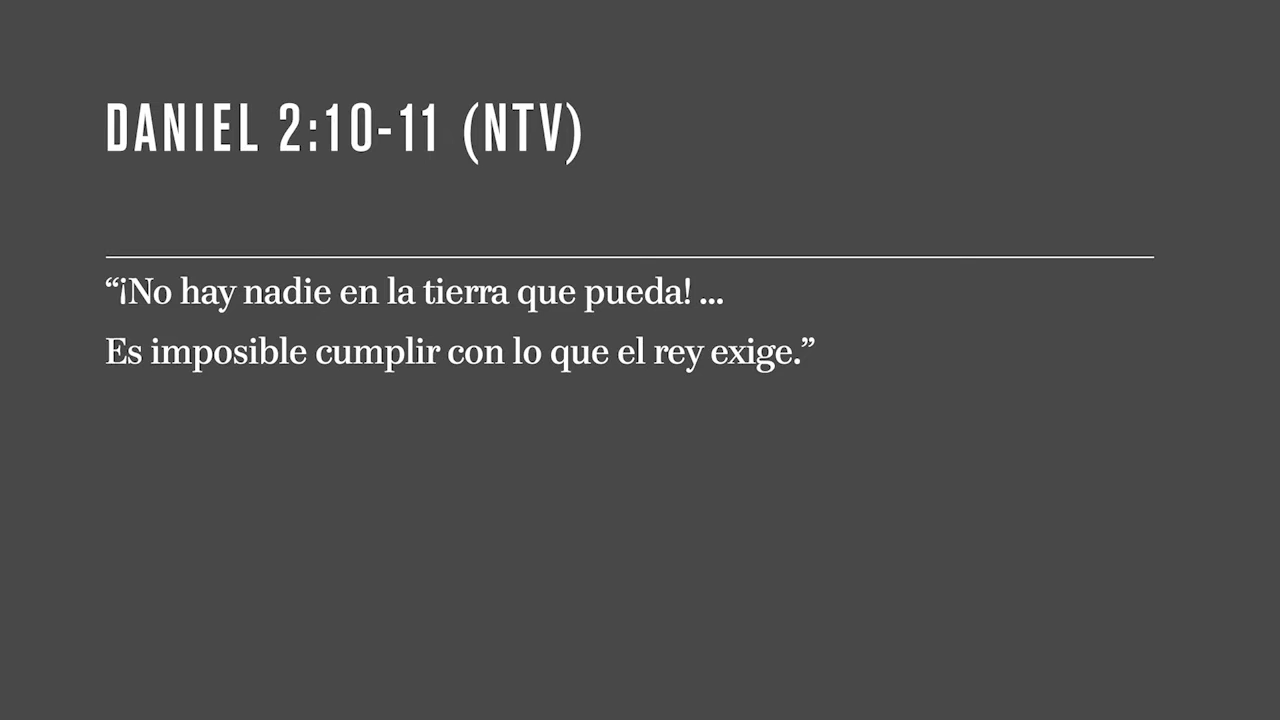 DANIEL 2:10-11 (NTV)
“¡No hay nadie en la tierra que pueda! ...
Es imposible cumplir con lo que el rey exige.”